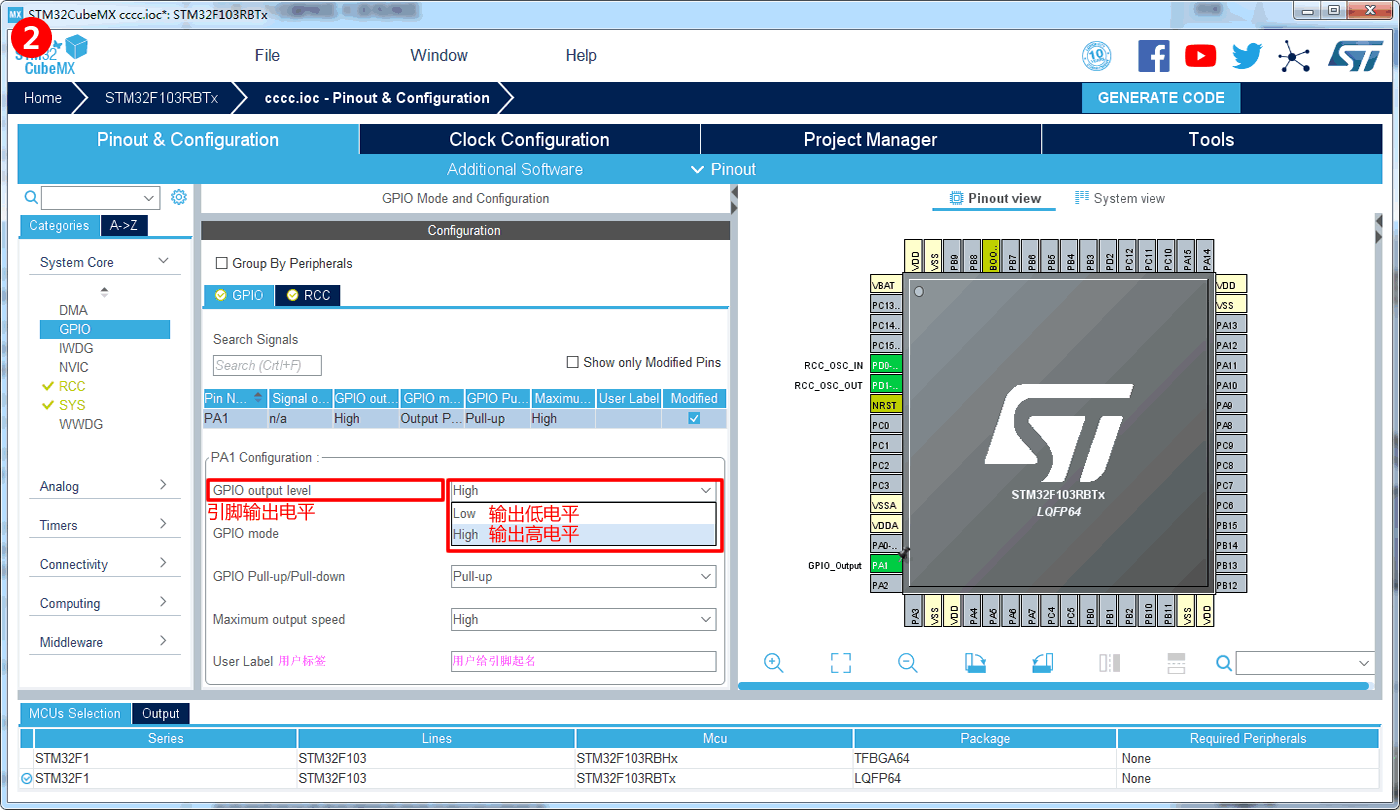 MX STM32CubeMX cccc.ioc*: STM32F103RBTx
2
STM32
CubeMX
File Window Help
10
ST
Home STM32F103RBTx cccc.ioc - Pinout & Configuration GENERATE CODE
Pinout & Configuration Clock Configuration Project Manager Tools
Additional Software Pinout
GPIO Mode and Configuration
Pinout view System view
Categories A->Z
Configuration
System Core
DMA
GPIO
IWDG
NVIC
RCC
SYS
WWDG
Analog
Timers
Connectivity
Computing
Middleware
Group By Peripherals
GPIO RCC
Search Signals
Search (Crtl+F)
Show only Modified Pins
Pin N... Signal o... GPIO out... GPIO m... GPIO Pu... Maximu... User Label Modified
PA1 n/a High Output P... Pull-up High
PA1 Configuration :
GPIO output level High
引脚输出电平
Low 输出低电平
High 输出高电平
GPIO mode
GPIO Pull-up/Pull-down Pull-up
Maximum output speed High
User Label 用户标签 用户给引脚起名
VDD VSS PB9 PB8 BOO.. PB7 PB6 PB5 PB4 PB3 PD2 PC12 PC11 PC10 PA15 PA14
VBAT
PC13..
PC14..
PC15..
RCC_OSC_IN PD0-..
RCC_OSC_OUT PD1-..
NRST
PC0
PC1
PC2
PC3
VSSA
VDDA
PA0-..
GPIO_Output PA1
PA2
ST
STM32F103RBTx
LQFP64
VDD
VSS
PA13
PA12
PA11
PA10
PA9
PA8
PC9
PC8
PC7
PC6
PB15
PB14
PB13
PB12
PA3 VSS VDD PA4 PA5 PA6 PA7 PC4 PC5 PB0 PB1 PB2 PB10 PB11 VSS VDD
MCUs Selection Output
Series Lines Mcu Package Required Peripherals
STM32F1 STM32F103 STM32F103RBHx TFBGA64 None
STM32F1 STM32F103 STM32F103RBTx LQFP64 None